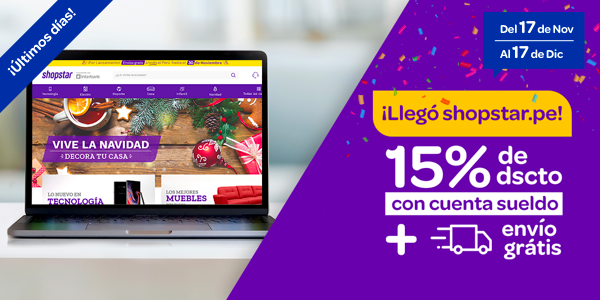 ¡Últimos días!
Del 17 de Nov
Al 17 de Dic
¡Llegó shopstar.pe!
15% de dscto
con cuenta sueldo
+ envío gratis
shopstar
VIVE LA NAVIDAD
DECORA TU CASA
LO NUEVO EN
TECNOLOGÍA
LOS MEJORES
MUEBLES